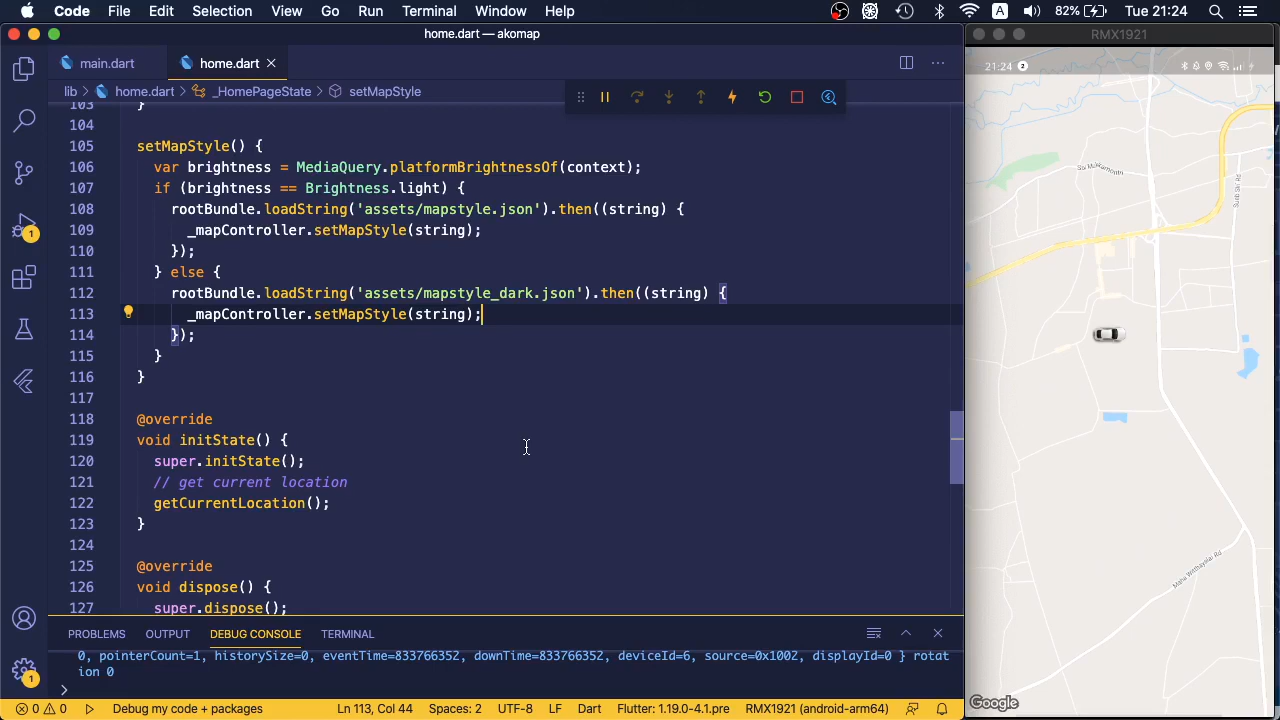 Code File Edit Selection View Go Run Terminal Window Help A 82% Tue 21:24
home.dart — akomap
RMX1921
main.dart home.dart
21:24 2
lib > home.dart > _HomePageState > setMapStyle
103 }
104
105 setMapStyle() {
106 var brightness = MediaQuery.platformBrightnessOf(context);
107 if (brightness == Brightness.light) {
108 rootBundle.loadString('assets/mapstyle.json').then((string) {
109 _mapController.setMapStyle(string);
110 });
111 } else {
112 rootBundle.loadString('assets/mapstyle_dark.json').then((string) {
113 _mapController.setMapStyle(string);
114 });
115 }
116 }
117
118 @override
119 void initState() {
120 super.initState();
121 // get current location
122 getCurrentLocation();
123 }
124
125 @override
126 void dispose() {
127 super.dispose();
1
1
PROBLEMS OUTPUT DEBUG CONSOLE TERMINAL
0, pointerCount=1, historySize=0, eventTime=833766352, downTime=833766352, deviceId=6, source=0x1002, displayId=0 } rotat
ion 0
>
0 0 Debug my code + packages Ln 113, Col 44 Spaces: 2 UTF-8 LF Dart Flutter: 1.19.0-4.1.pre RMX1921 (android-arm64)
Google